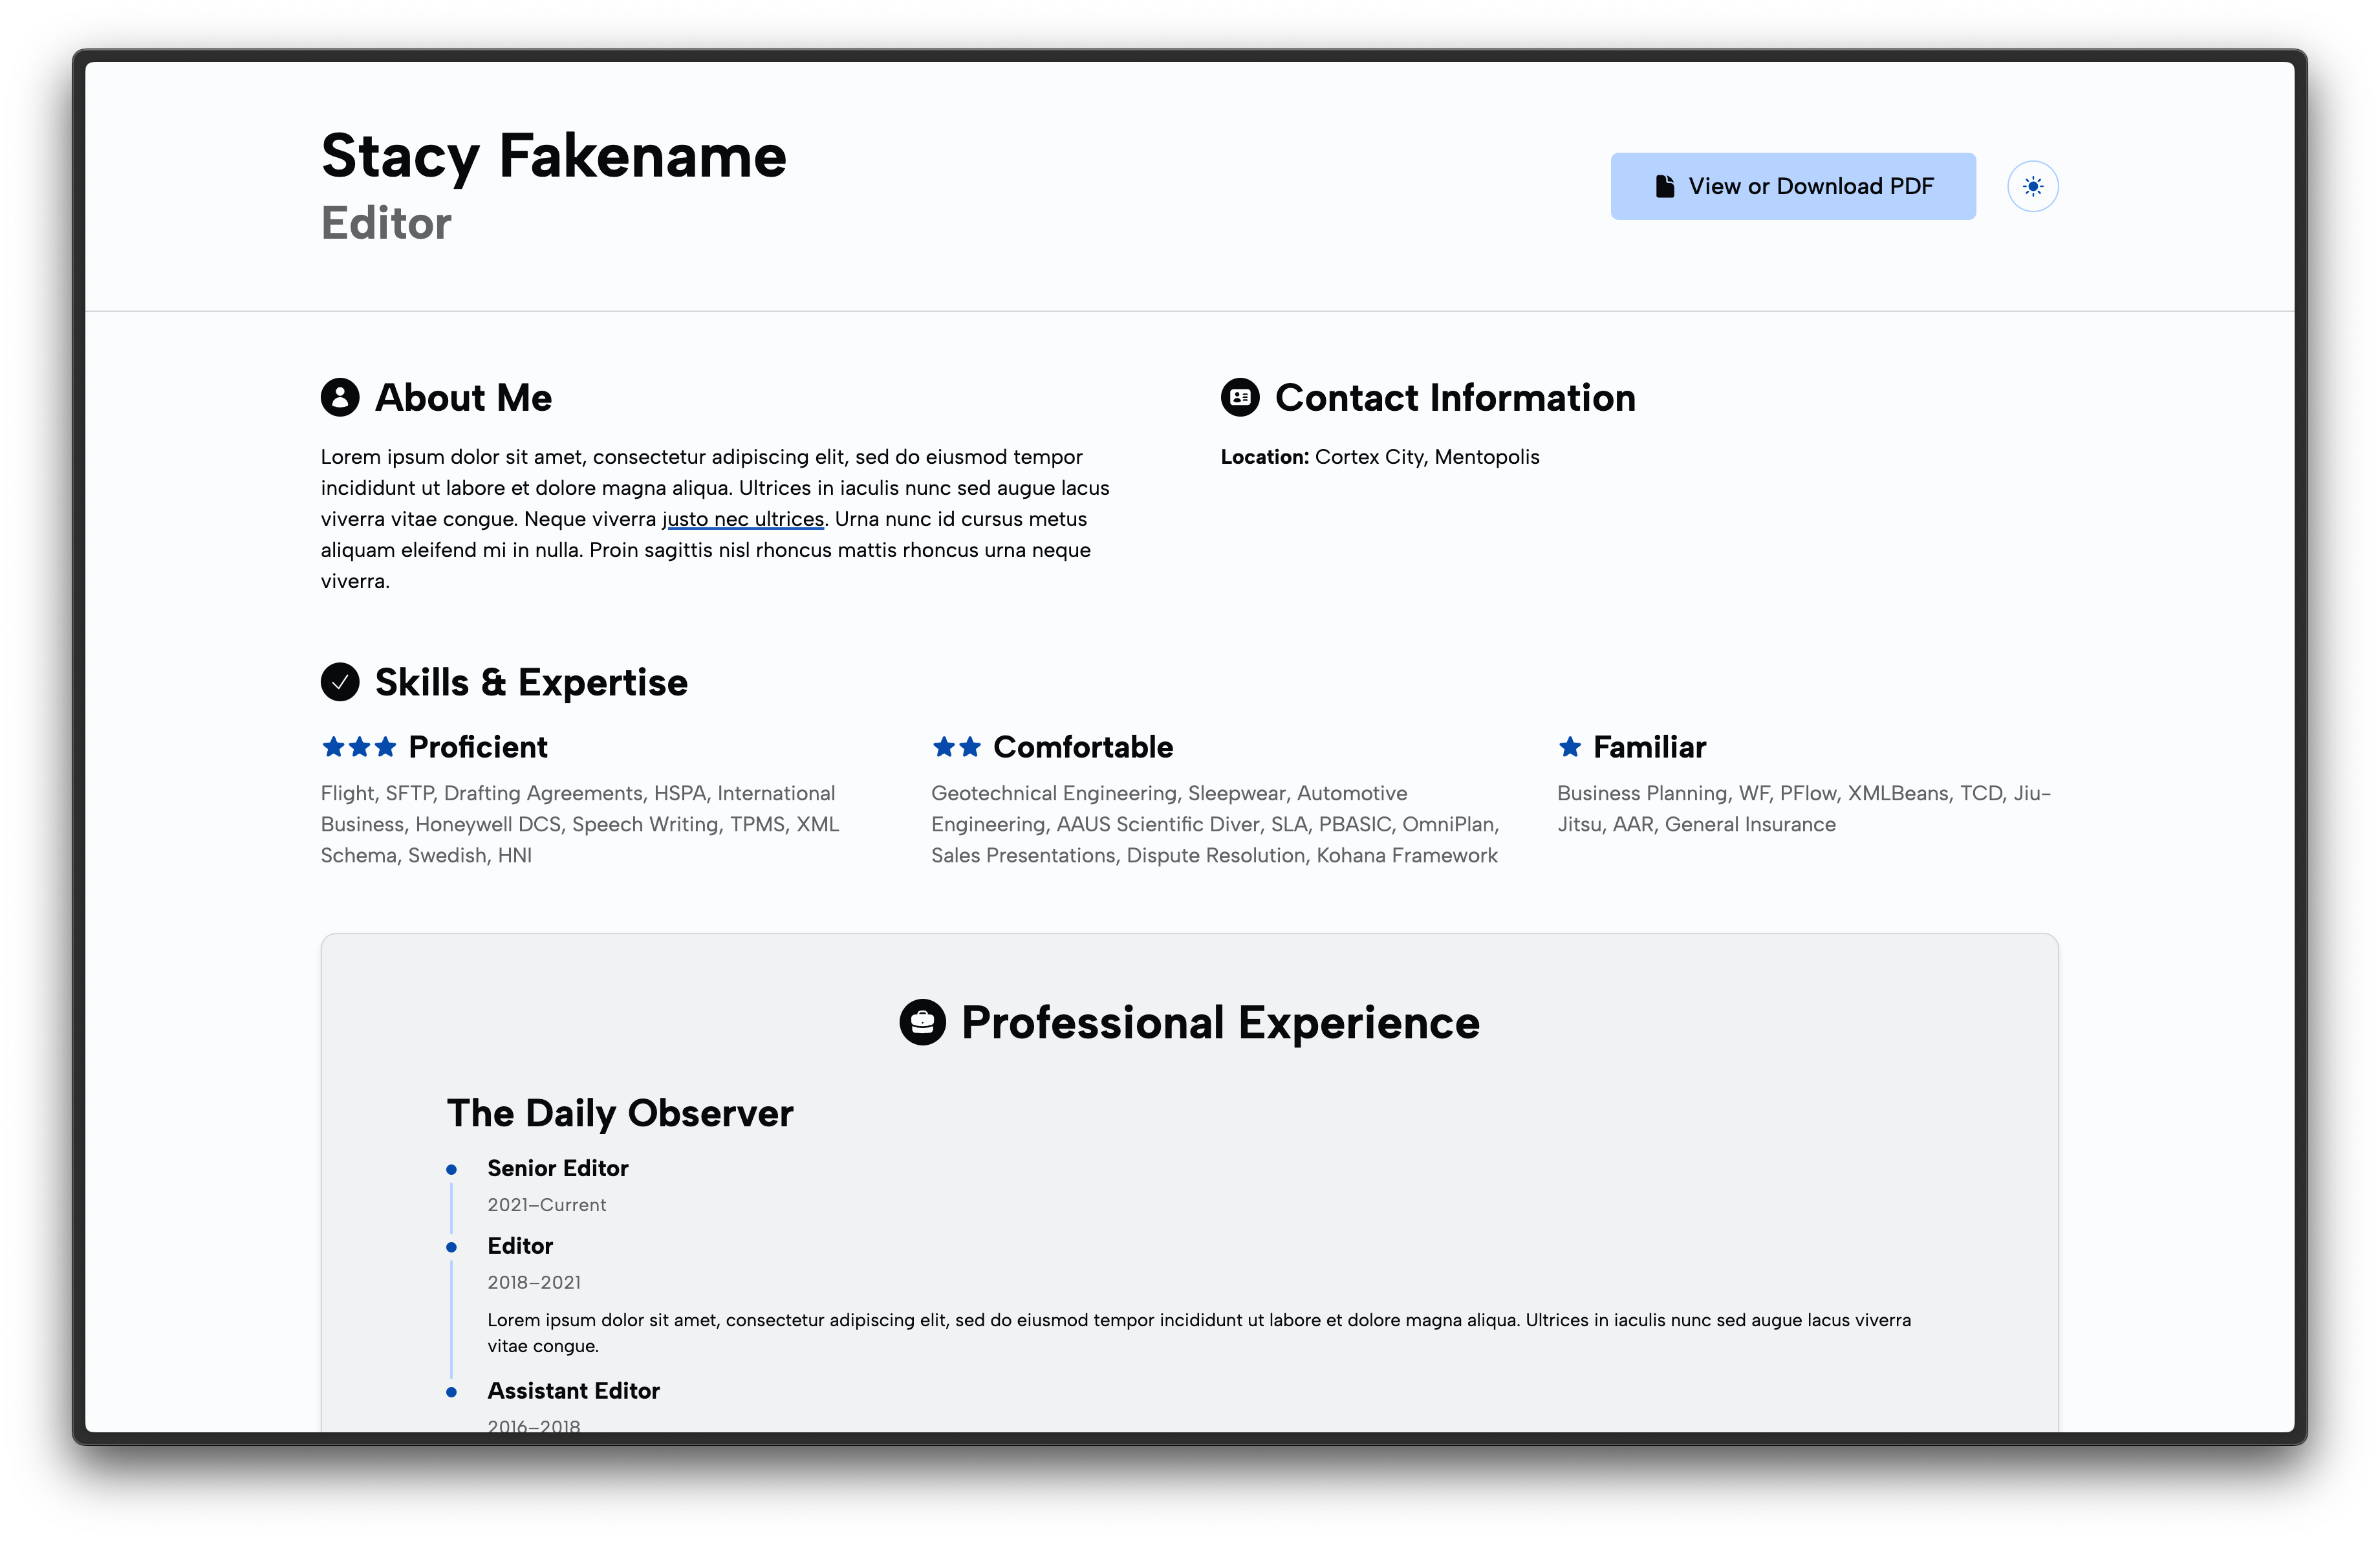 Stacy Fakename
Editor
View or Download PDF
About Me
Lorem ipsum dolor sit amet, consectetur adipiscing elit, sed do eiusmod tempor
incididunt ut labore et dolore magna aliqua. Ultrices in iaculis nunc sed augue lacus
viverra vitae congue. Neque viverra justo nec ultrices. Urna nunc id cursus metus
aliquam eleifend mi in nulla. Proin sagittis nisl rhoncus mattis rhoncus urna neque
viverra.
Contact Information
Location: Cortex City, Mentopolis
Skills & Expertise
Proficient
Flight, SFTP, Drafting Agreements, HSPA, International
Business, Honeywell DCS, Speech Writing, TPMS, XML
Schema, Swedish, HNI
Comfortable
Geotechnical Engineering, Sleepwear, Automotive
Engineering, AAUS Scientific Diver, SLA, PBASIC, OmniPlan,
Sales Presentations, Dispute Resolution, Kohana Framework
Familiar
Business Planning, WF, PFlow, XMLBeans, TCD, Jiu-
Jitsu, AAR, General Insurance
Professional Experience
The Daily Observer
Senior Editor
2021–Current
Editor
2018–2021
Lorem ipsum dolor sit amet, consectetur adipiscing elit, sed do eiusmod tempor incididunt ut labore et dolore magna aliqua. Ultrices in iaculis nunc sed augue lacus viverra
vitae congue.
Assistant Editor
2016–2018